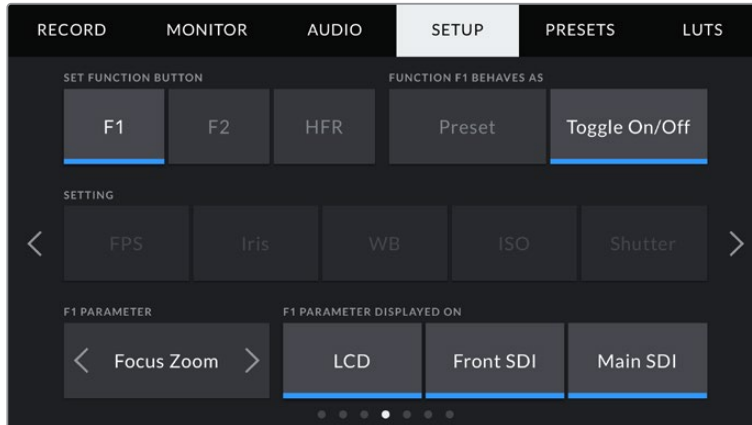 RECORD MONITOR AUDIO SETUP PRESETS LUTS
SET FUNCTION BUTTON FUNCTION F1 BEHAVES AS
F1 F2 HFR Preset Toggle On/Off
SETTING
FPS Iris WB ISO Shutter
F1 PARAMETER F1 PARAMETER DISPLAYED ON
Focus Zoom LCD Front SDI Main SDI